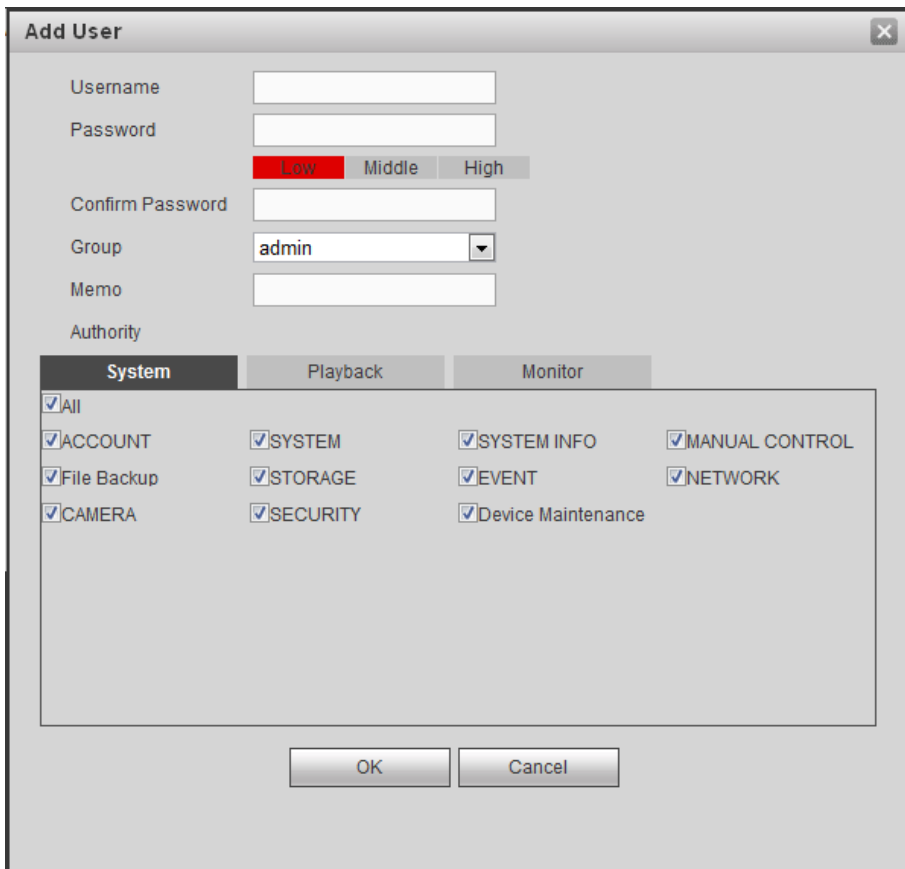 Add User
Username
Password
Low Middle High
Confirm Password
Group admin
Memo
Authority
System Playback Monitor
All
ACCOUNT SYSTEM SYSTEM INFO MANUAL CONTROL
File Backup STORAGE EVENT NETWORK
CAMERA SECURITY Device Maintenance
OK Cancel